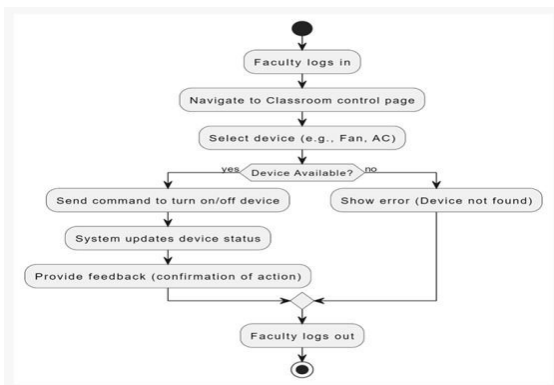 Faculty logs in
Navigate to Classroom control page
Select device (e.g., Fan, AC)
yes
Device Available?
no
Send command to turn on/off device
Show error (Device not found)
System updates device status
Provide feedback (confirmation of action)
Faculty logs out